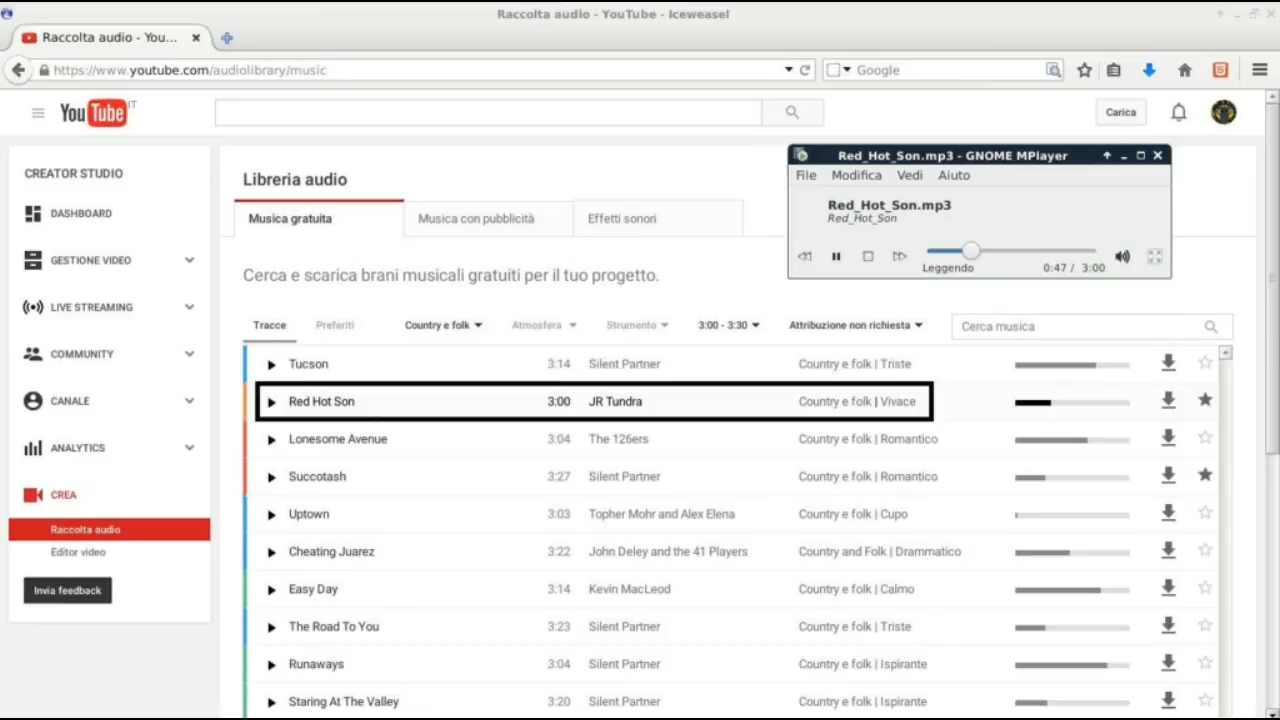 Raccolta audio - YouTube - Iceweasel
Raccolta audio - You...
https://www.youtube.com/audiolibrary/music
Google
YouTube IT
Carica
CREATOR STUDIO
DASHBOARD
GESTIONE VIDEO
LIVE STREAMING
COMMUNITY
CANALE
ANALYTICS
CREA
Raccolta audio
Editor video
Invia feedback
Libreria audio
Musica gratuita Musica con pubblicità Effetti sonori
Cerca e scarica brani musicali gratuiti per il tuo progetto.
Red_Hot_Son.mp3 - GNOME MPlayer
File Modifica Vedi Aiuto
Red_Hot_Son.mp3
Red_Hot_Son
Leggendo 0:47 / 3:00
Tracce Preferiti Country e folk Atmosfera Strumento 3:00 - 3:30 Attribuzione non richiesta Cerca musica
Tucson 3:14 Silent Partner Country e folk | Triste
Red Hot Son 3:00 JR Tundra Country e folk | Vivace
Lonesome Avenue 3:04 The 126ers Country e folk | Romantico
Succotash 3:27 Silent Partner Country e folk | Romantico
Uptown 3:03 Topher Mohr and Alex Elena Country e folk | Cupo
Cheating Juarez 3:22 John Deley and the 41 Players Country and Folk | Drammatico
Easy Day 3:14 Kevin MacLeod Country e folk | Calmo
The Road To You 3:23 Silent Partner Country e folk | Triste
Runaways 3:04 Silent Partner Country e folk | Ispirante
Staring At The Valley 3:20 Silent Partner Country e folk | Ispirante